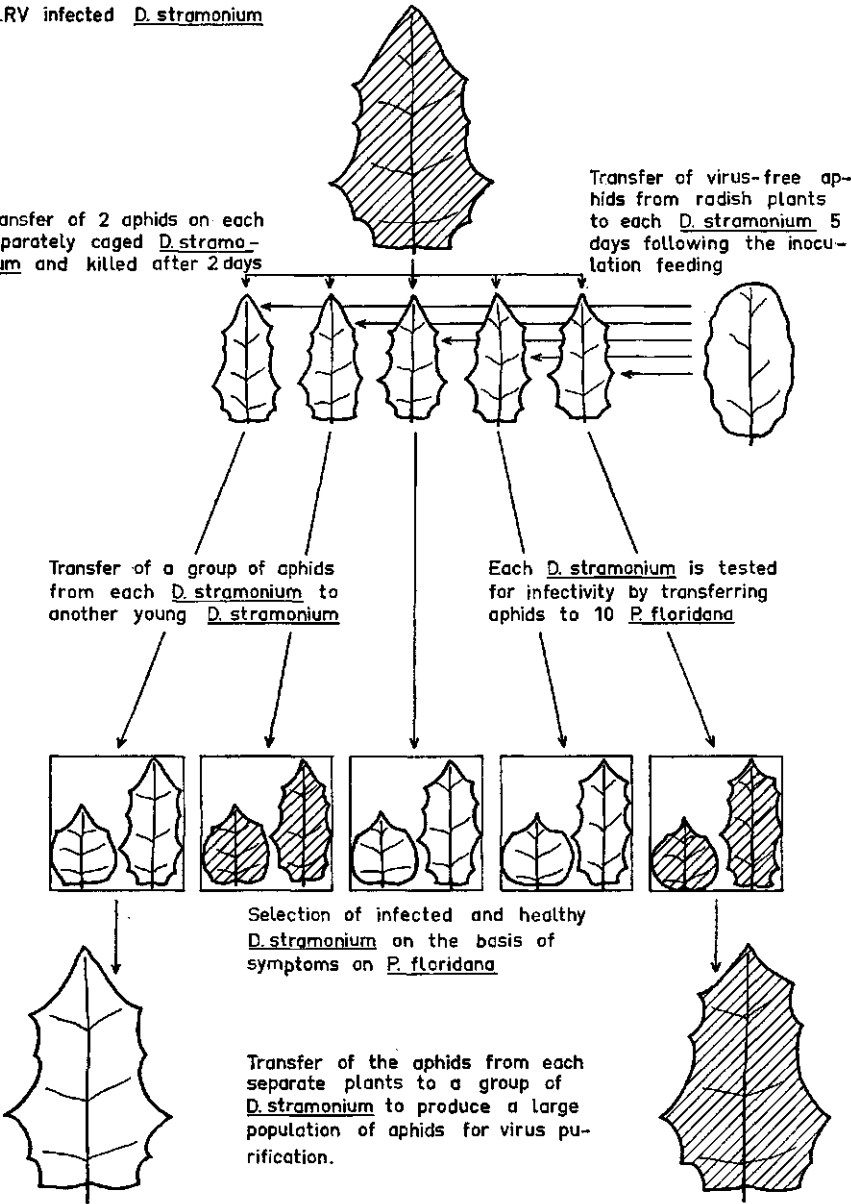 LRV infected D. stramonium
Transfer of virus-free ap-
hids from radish plants
to each D. stramonium 5
days following the inocu-
lation feeding
ansfer of 2 aphids on each
parately caged D. stramo-
um and killed after 2 days
Transfer of a group of aphids
from each D. stramonium to
another young D. stramonium
Each D. stramonium is tested
for infectivity by transferring
aphids to 10 P. floridana
Selection of infected and healthy
D. stramonium on the basis of
symptoms on P. floridana
Transfer of the aphids from each
separate plants to a group of
D. stramonium to produce a large
population of aphids for virus pu-
rification.